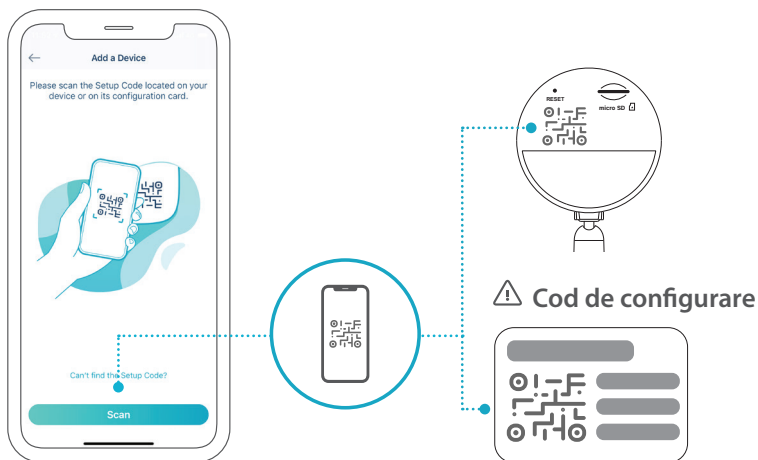 Add a Device
Please scan the Setup Code located on your
device or on its configuration card.
Can't find the Setup Code?
Scan
RESET
micro SD
Cod de configurare